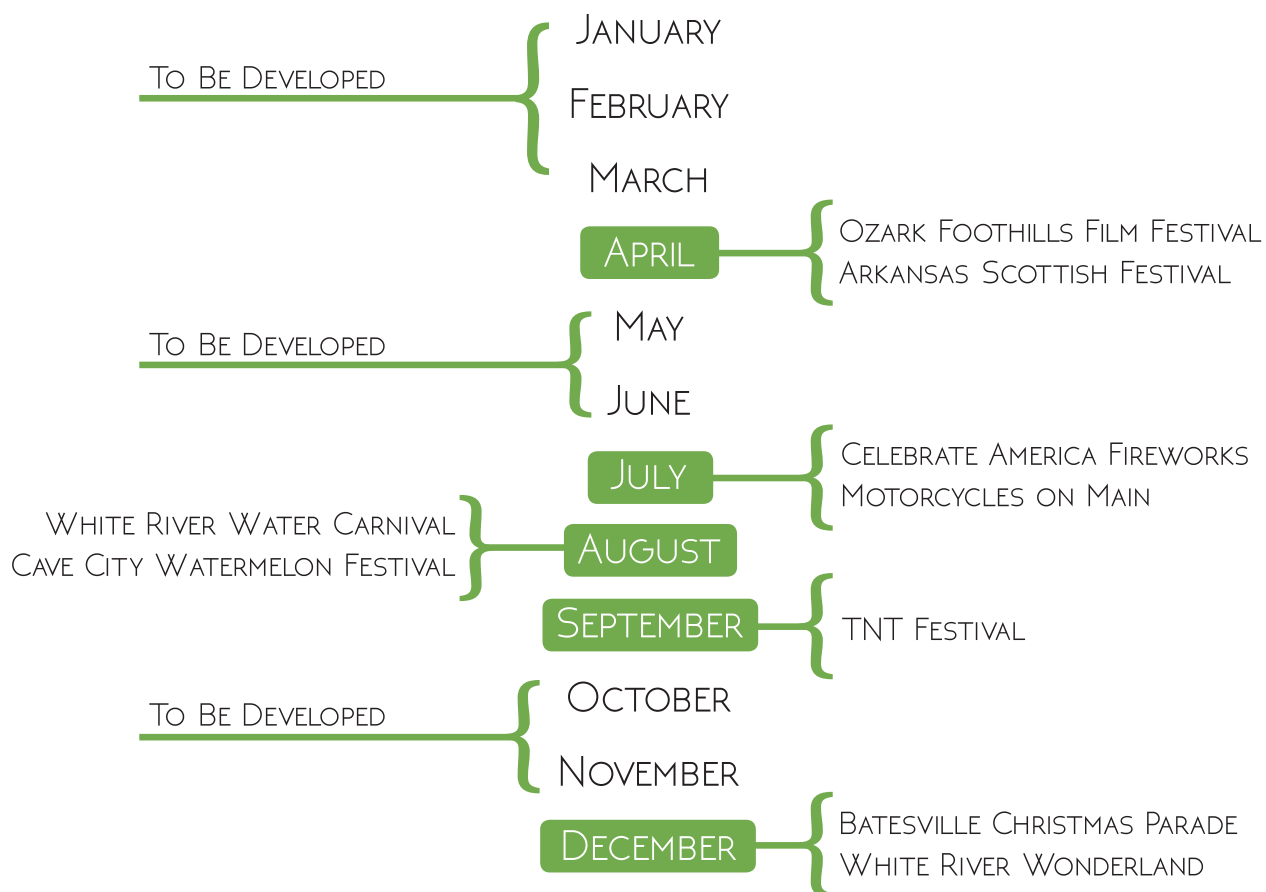 January
To Be Developed
February
March
April
Ozark Foothills Film Festival
Arkansas Scottish Festival
May
To Be Developed
June
July
Celebrate America Fireworks
Motorcycles on Main
White River Water Carnival
Cave City Watermelon Festival
August
September
TNT Festival
October
To Be Developed
November
December
Batesville Christmas Parade
White River Wonderland